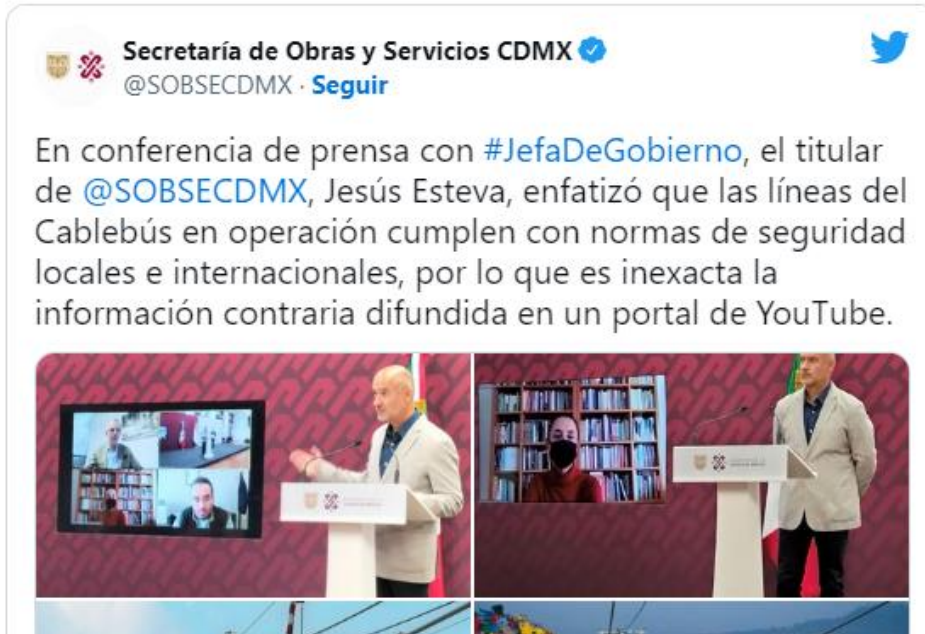 Secretaría de Obras y Servicios CDMX
@SOBSECDMX · Seguir
En conferencia de prensa con #JefaDeGobierno, el titular
de @SOBSECDMX, Jesús Esteva, enfatizó que las líneas del
Cablebús en operación cumplen con normas de seguridad
locales e internacionales, por lo que es inexacta la
información contraria difundida en un portal de YouTube.